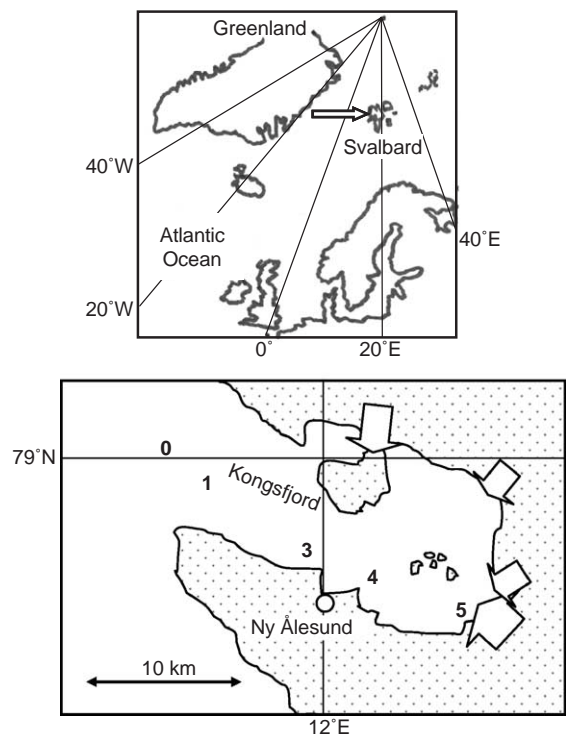 Greenland
Svalbard
40˚W
Atlantic
Ocean
40˚E
20˚W
0˚
20˚E
0
79˚N
1
Kongsfjord
3
4
5
Ny Ålesund
10 km
12˚E